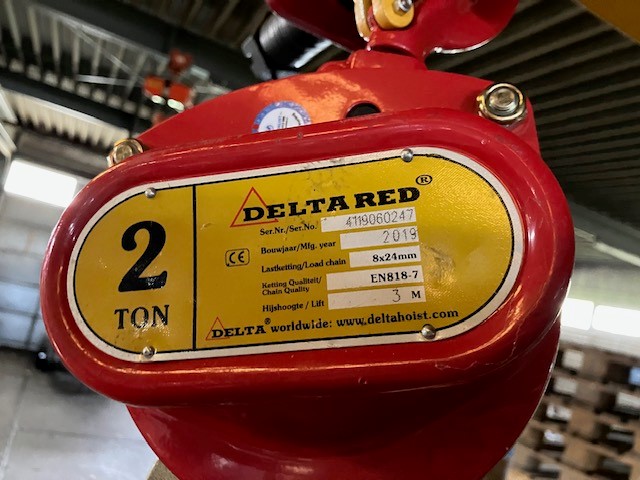 2
TON
DELTA RED®
Ser.Nr./Ser.No. 4119060247
Bouwjaar/Mfg. year 2019
CE
Lastketting/Load chain 8x24mm
Ketting Qualiteit/
Chain Quality EN818-7
Hijshoogte/Lift 3 M
DELTA® worldwide: www.deltahoist.com